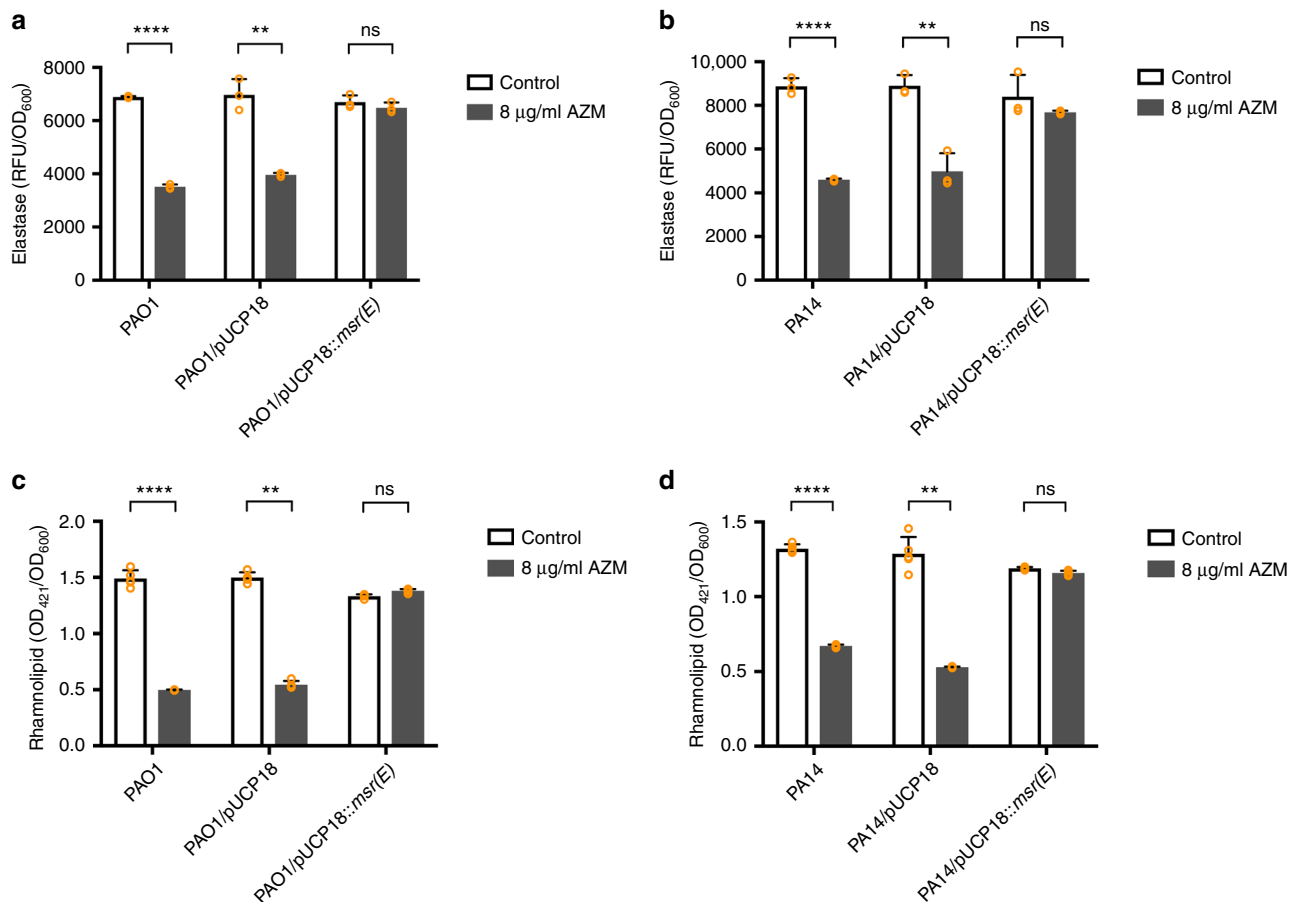 a
**** ** ns
8000
6000
4000
2000
0
Elastase (RFU/OD600)
Control
8 μg/ml AZM
PAO1
PAO1/pUCP18
PAO1/pUCP18::msr(E)
b
**** ** ns
10,000
8000
6000
4000
2000
0
Elastase (RFU/OD600)
Control
8 μg/ml AZM
PA14
PA14/pUCP18
PA14/pUCP18::msr(E)
c
**** ** ns
2.0
1.5
1.0
0.5
0.0
Rhamnolipid (OD421/OD600)
Control
8 μg/ml AZM
PAO1
PAO1/pUCP18
PAO1/pUCP18::msr(E)
d
**** ** ns
1.5
1.0
0.5
0.0
Rhamnolipid (OD421/OD600)
Control
8 μg/ml AZM
PA14
PA14/pUCP18
PA14/pUCP18::msr(E)